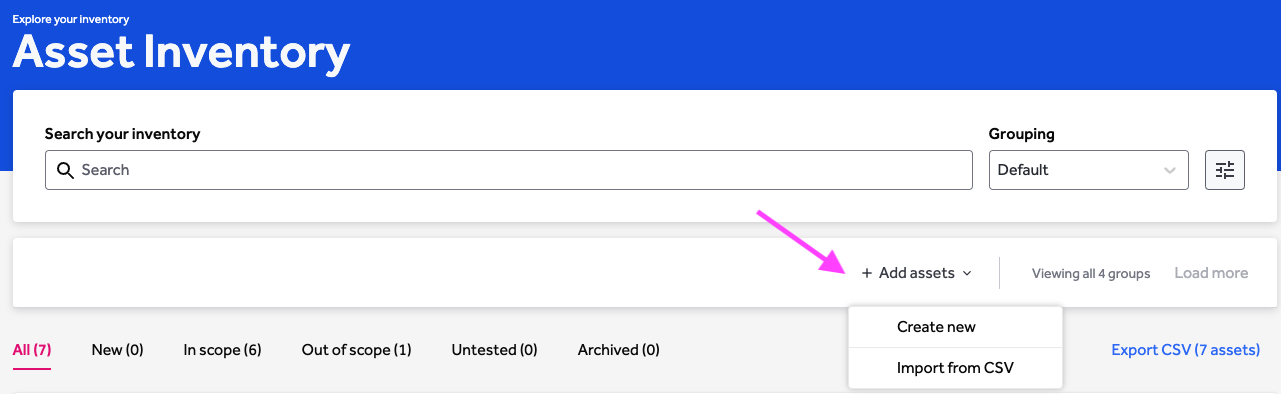 Explore your inventory
Asset Inventory
Search your inventory
Grouping
Search
Default
+ Add assets
Viewing all 4 groups
Load more
Create new
Import from CSV
All (7)
New (0)
In scope (6)
Out of scope (1)
Untested (0)
Archived (0)
Export CSV (7 assets)